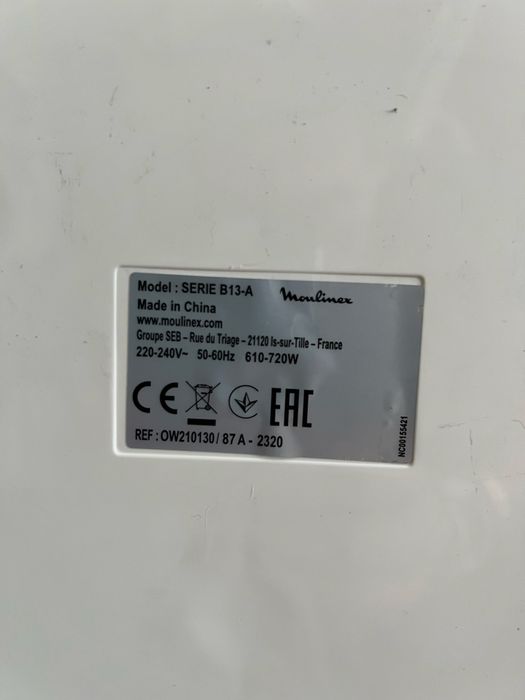 Model : SERIE B13-A Moulinex
Made in China
www.moulinex.com
Groupe SEB – Rue du Triage – 21120 Is-sur-Tille – France
220-240V~ 50-60Hz 610-720W
CE EAC
REF : OW210130 / 87 A - 2320
NC00155421